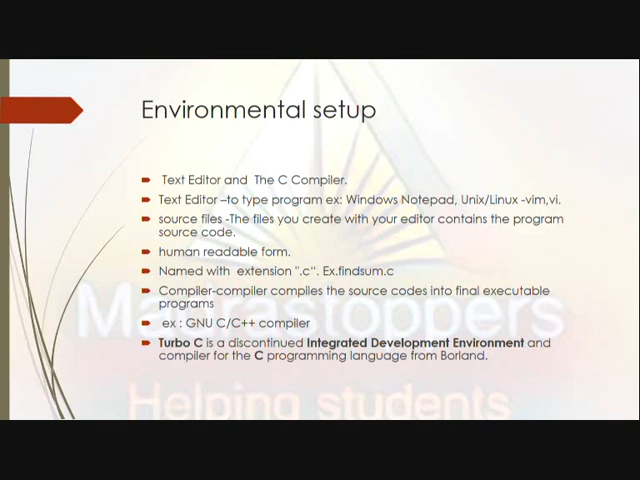 Environmental setup
Text Editor and The C Compiler.
Text Editor –to type program ex: Windows Notepad, Unix/Linux -vim,vi.
source files -The files you create with your editor contains the program
source code.
human readable form.
Named with extension ".c". Ex.findsum.c
Compiler-compiler compiles the source codes into final executable
programs
ex : GNU C/C++ compiler
Turbo C is a discontinued Integrated Development Environment and
compiler for the C programming language from Borland.
Madrastoppers
Helping students